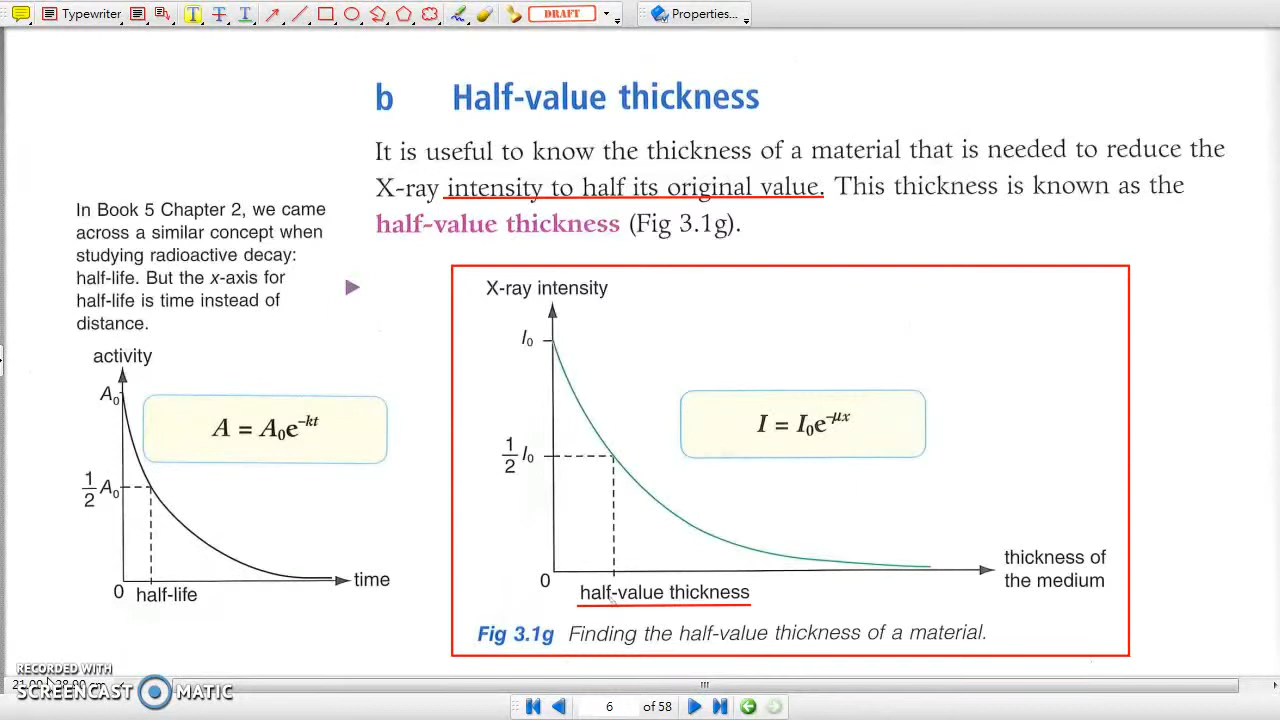 Typewriter
T T T
DRAFT
Properties...
b Half-value thickness
It is useful to know the thickness of a material that is needed to reduce the
X-ray intensity to half its original value. This thickness is known as the
half-value thickness (Fig 3.1g).
In Book 5 Chapter 2, we came
across a similar concept when
studying radioactive decay:
half-life. But the x-axis for
half-life is time instead of
distance.
activity
A₀
A = A₀e⁻ᵏᵗ
1/2 A₀
0
half-life
time
X-ray intensity
I₀
I = I₀e^–μx
1/2 I₀
0
half-value thickness
thickness of
the medium
Fig 3.1g Finding the half-value thickness of a material.
RECORDED WITH
SCREENCAST MATIC
6 of 58